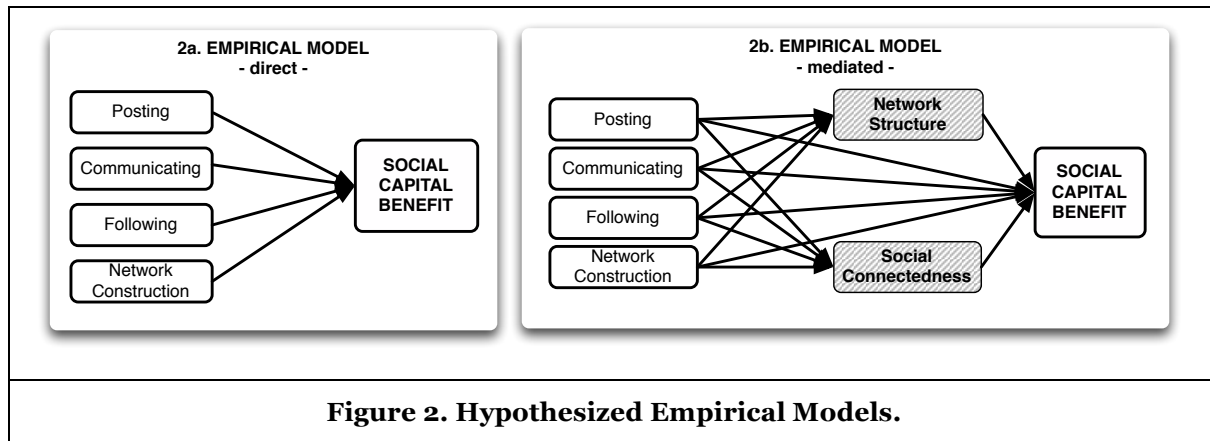 2a. EMPIRICAL MODEL
- direct -
Posting
Communicating
Following
Network
Construction
SOCIAL
CAPITAL
BENEFIT
2b. EMPIRICAL MODEL
- mediated -
Posting
Communicating
Following
Network
Construction
Network
Structure
Social
Connectedness
SOCIAL
CAPITAL
BENEFIT
Figure 2. Hypothesized Empirical Models.